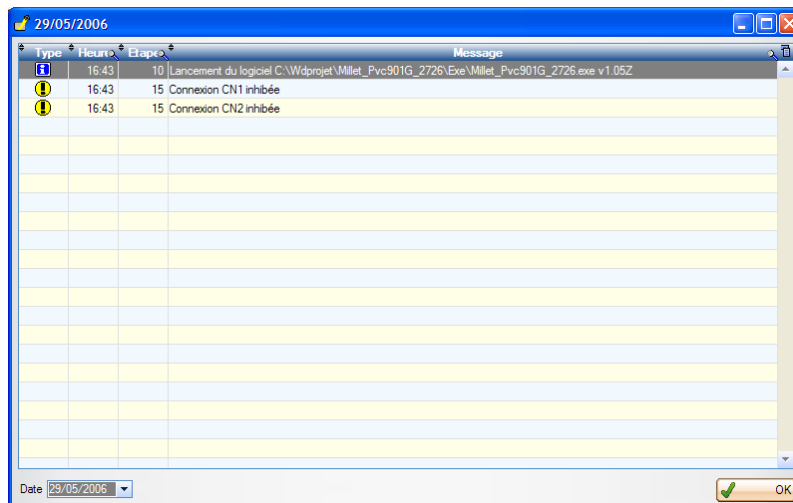 29/05/2006
Type Heure Etape Message
16:43 10 Lancement du logiciel C:\Wdprojet\Millet_Pvc901G_2726\Exe\Millet_Pvc901G_2726.exe v1.05Z
16:43 15 Connexion CN1 inhibée
16:43 15 Connexion CN2 inhibée
Date 29/05/2006 OK